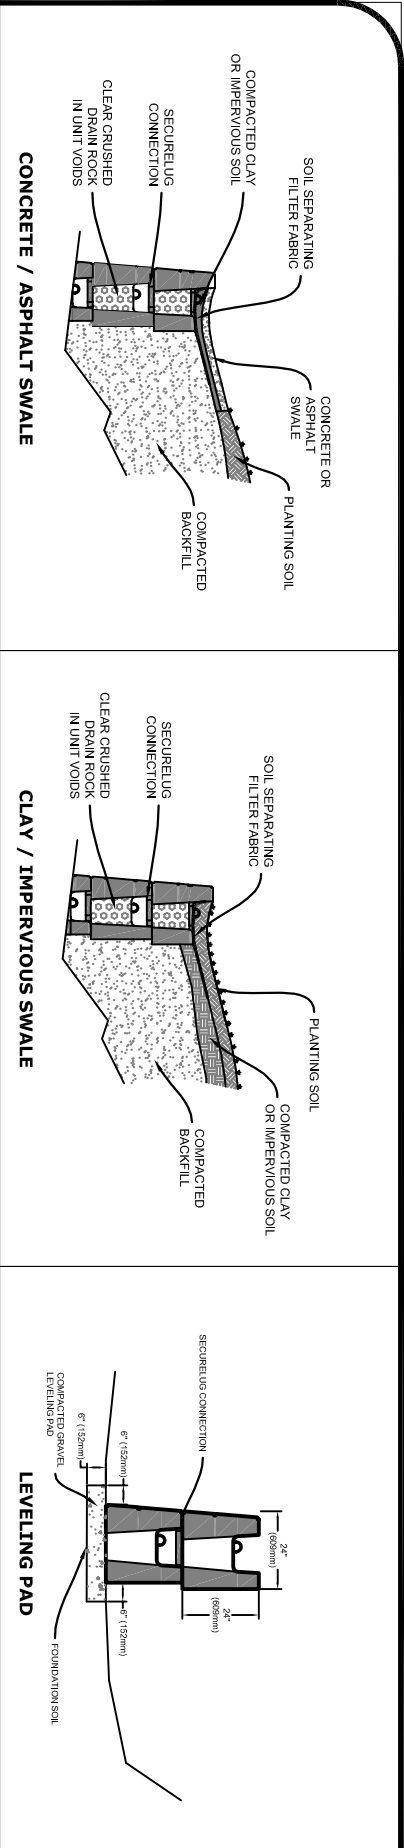 COMPACTED CLAY
OR IMPERVIOUS SOIL
SOIL SEPARATING
FILTER FABRIC
CONCRETE OR
ASPHALT
SWALE
PLANTING SOIL
CLEAR CRUSHED
DRAIN ROCK
IN UNIT VOIDS
SECURELUG
CONNECTION
COMPACTED
BACKFILL
CONCRETE / ASPHALT SWALE
SOIL SEPARATING
FILTER FABRIC
PLANTING SOIL
CLEAR CRUSHED
DRAIN ROCK
IN UNIT VOIDS
SECURELUG
CONNECTION
COMPACTED CLAY
OR IMPERVIOUS SOIL
COMPACTED
BACKFILL
CLAY / IMPERVIOUS SWALE
24"
(609mm)
SECURELUG CONNECTION
24"
(609mm)
6" (152mm)
6" (152mm)
6" (152mm)
COMPACTED GRAVEL
LEVELING PAD
FOUNDATION SOIL
LEVELING PAD